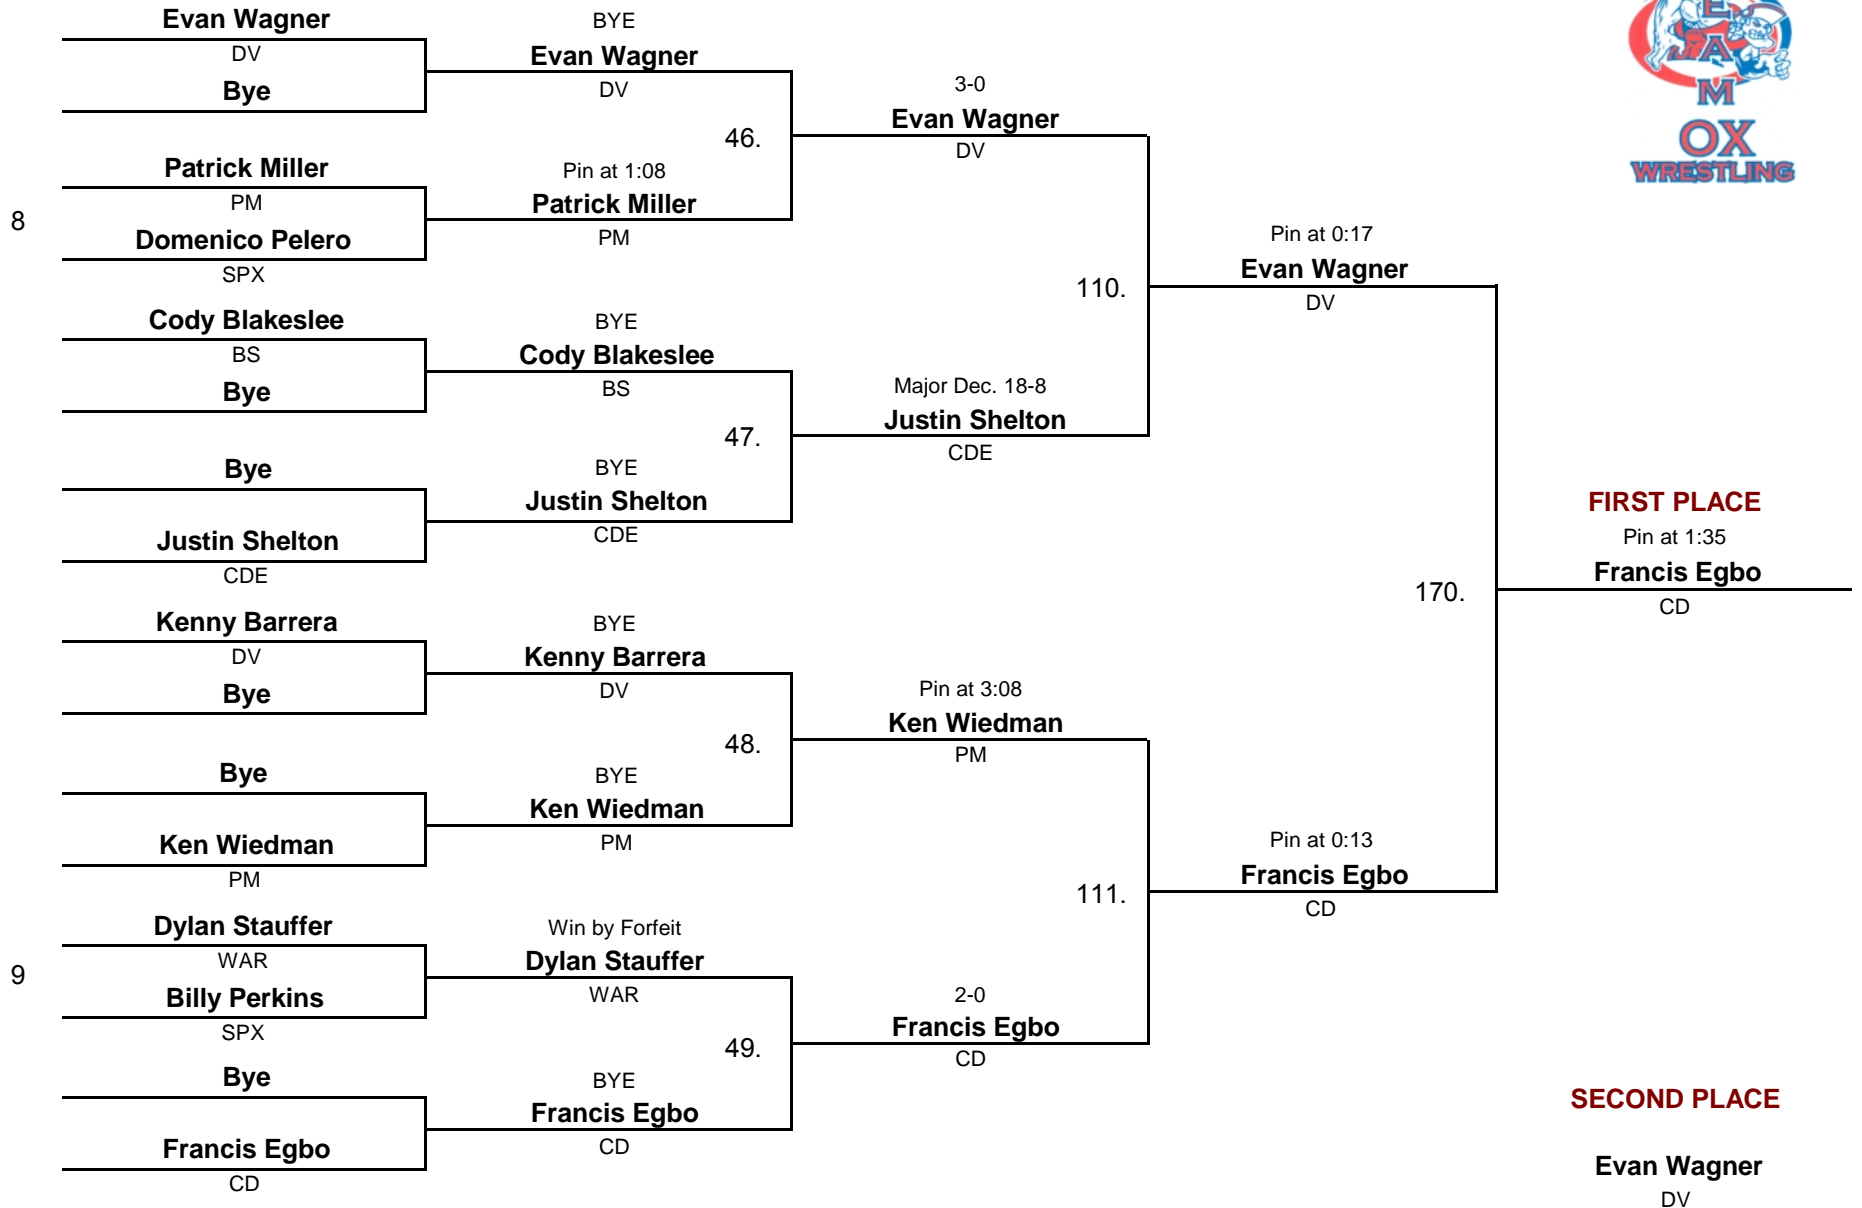 Evan Wagner
DV
Bye
8
Patrick Miller
PM
Domenico Pelero
SPX
Cody Blakeslee
BS
Bye
Bye
Justin Shelton
CDE
Kenny Barrera
DV
Bye
Bye
Ken Wiedman
PM
9
Dylan Stauffer
WAR
Billy Perkins
SPX
Bye
Francis Egbo
CD
BYE
Evan Wagner
DV
46.
Pin at 1:08
Patrick Miller
PM
BYE
Cody Blakeslee
BS
47.
BYE
Justin Shelton
CDE
BYE
Kenny Barrera
DV
48.
BYE
Ken Wiedman
PM
Win by Forfeit
Dylan Stauffer
WAR
49.
BYE
Francis Egbo
CD
3-0
Evan Wagner
DV
110.
Major Dec. 18-8
Justin Shelton
CDE
Pin at 3:08
Ken Wiedman
PM
111.
2-0
Francis Egbo
CD
Pin at 0:17
Evan Wagner
DV
170.
Pin at 0:13
Francis Egbo
CD
E
A
M
OX
WRESTLING
FIRST PLACE
Pin at 1:35
Francis Egbo
CD
SECOND PLACE
Evan Wagner
DV